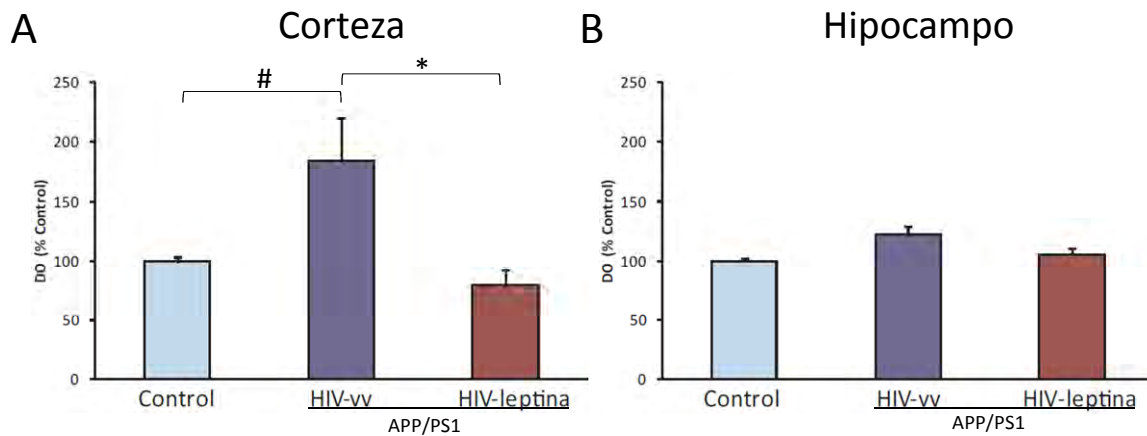 A
Corteza
#
*
250
200
150
100
50
0
DO (% Control)
Control
HIV-vv
HIV-leptina
APP/PS1
B
Hipocampo
250
200
150
100
50
0
DO (% Control)
Control
HIV-vv
HIV-leptina
APP/PS1